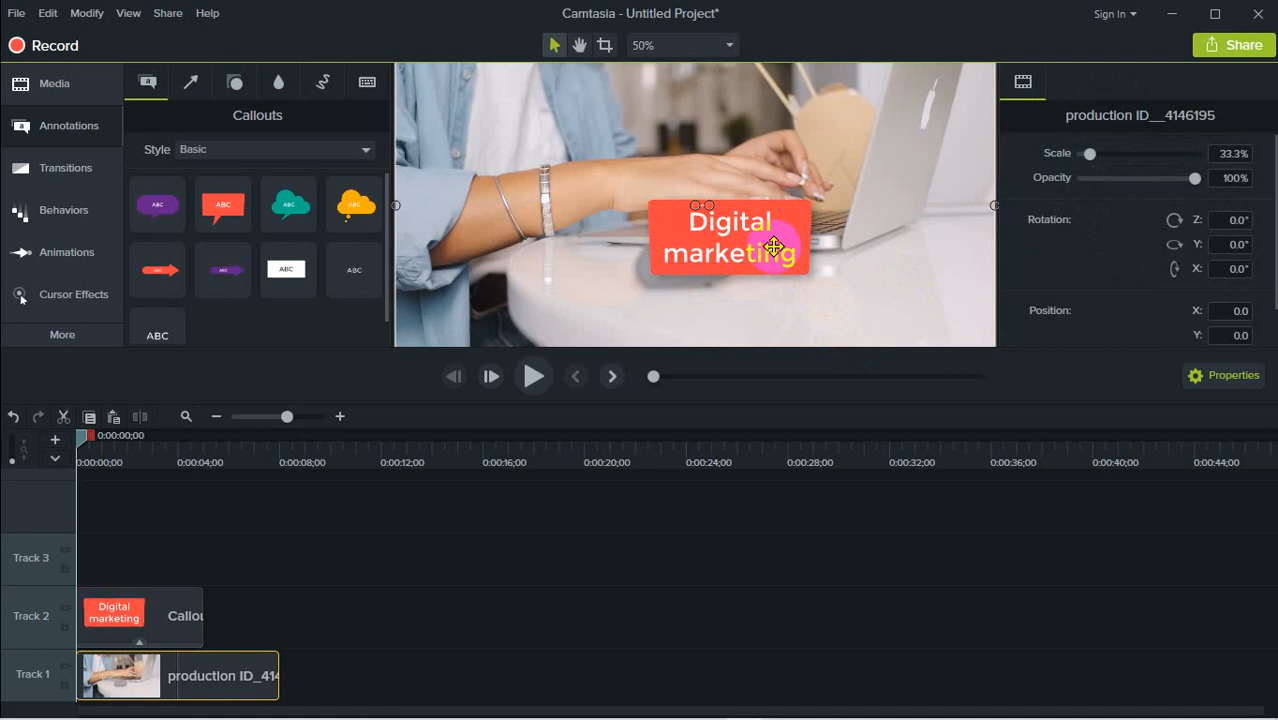 File Edit Modify View Share Help
Camtasia - Untitled Project*
Sign In
Record
50%
Share
Media
Annotations
Transitions
Behaviors
Animations
Cursor Effects
More
Callouts
Style Basic
ABC ABC ABC ABC
ABC ABC ABC ABC
ABC
Digital
marketing
production ID__4146195
Scale 33.3%
Opacity 100%
Rotation: Z: 0.0°
Y: 0.0°
X: 0.0°
Position: X: 0.0
Y: 0.0
Properties
0:00:00;00
0:00:00;00 0:00:04;00 0:00:08;00 0:00:12;00 0:00:16;00 0:00:20;00 0:00:24;00 0:00:28;00 0:00:32;00 0:00:36;00 0:00:40;00 0:00:44;00
Track 3
Track 2
Digital
marketing
Callou
Track 1
production ID_414